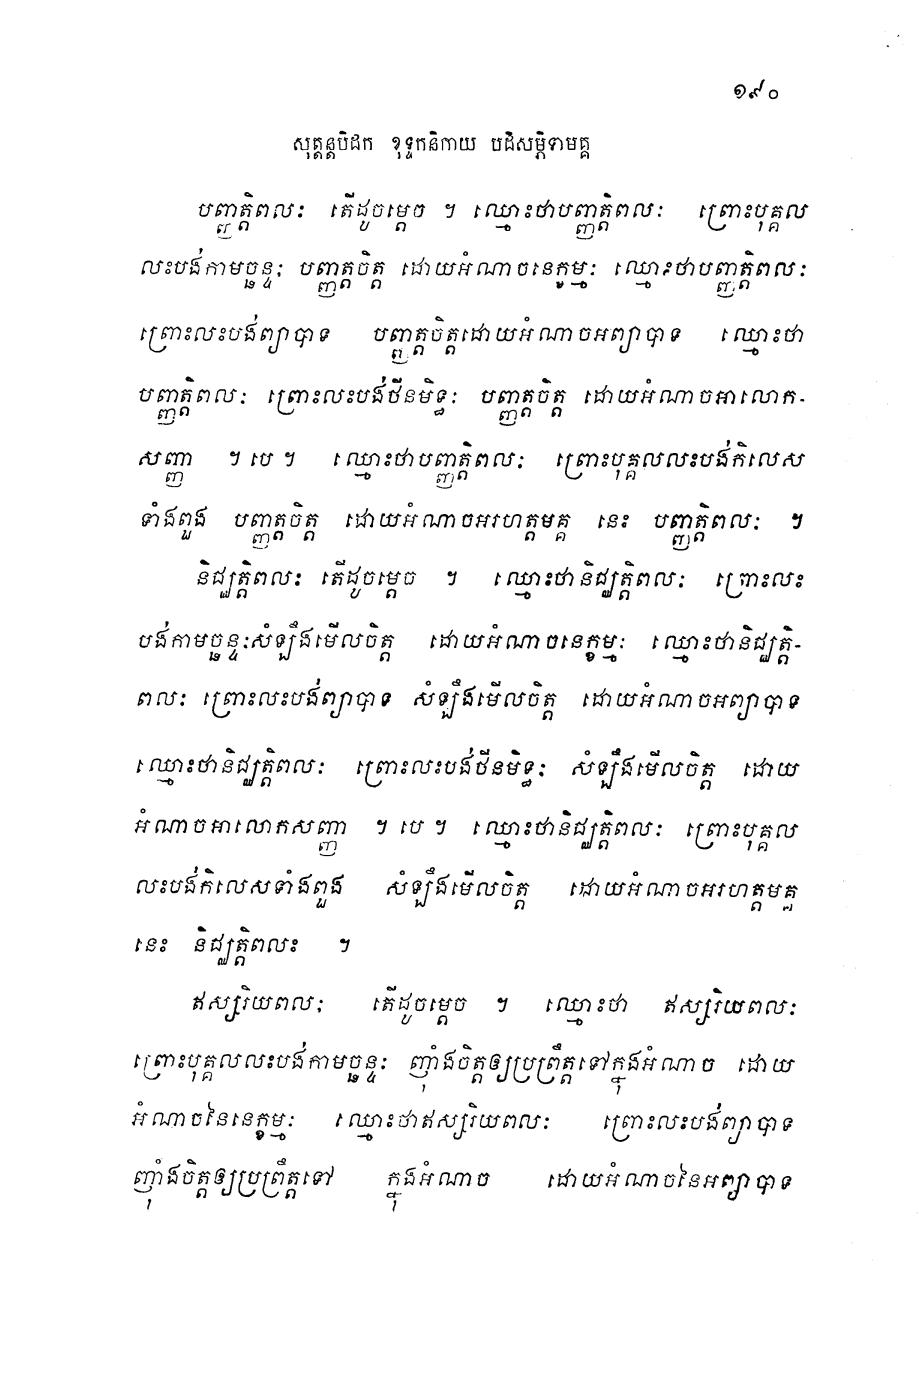 ១៩០
សុត្តន្តបិដក ខុទ្ទកនិកាយ បដិសម្ភិទាមគ្គ
បញ្ញត្តិពលៈ តើដូចម្តេច ។ ឈ្មោះថាបញ្ញត្តិពលៈ ព្រោះបុគ្គល
លះបង់កាមច្ឆន្ទៈ បញ្ញត្តចិត្ត ដោយអំណាចនេក្ខម្មៈ ឈ្មោះថាបញ្ញត្តិពលៈ
ព្រោះលះបង់ព្យាបាទ បញ្ញត្តចិត្តដោយអំណាចអព្យាបាទ ឈ្មោះថា
បញ្ញត្តិពលៈ ព្រោះលះបង់ថីនមិទ្ធៈ បញ្ញត្តចិត្ត ដោយអំណាចអាលោក-
សញ្ញា ។ បេ ។ ឈ្មោះថាបញ្ញត្តិពលៈ ព្រោះបុគ្គលលះបង់កិលេស
ទាំងពួង បញ្ញត្តចិត្ត ដោយអំណាចអរហត្តមគ្គ នេះ បញ្ញត្តិពលៈ ។
និជ្ឈត្តិពលៈ តើដូចម្តេច ។ ឈ្មោះថានិជ្ឈត្តិពលៈ ព្រោះលះ
បង់កាមច្ឆន្ទៈសំឡឹងមើលចិត្ត ដោយអំណាចនេក្ខម្មៈ ឈ្មោះថានិជ្ឈត្តិ-
ពលៈ ព្រោះលះបង់ព្យាបាទ សំឡឹងមើលចិត្ត ដោយអំណាចអព្យាបាទ
ឈ្មោះថានិជ្ឈត្តិពលៈ ព្រោះលះបង់ថីនមិទ្ធៈ សំឡឹងមើលចិត្ត ដោយ
អំណាចអាលោកសញ្ញា ។ បេ ។ ឈ្មោះថានិជ្ឈត្តិពលៈ ព្រោះបុគ្គល
លះបង់កិលេសទាំងពួង សំឡឹងមើលចិត្ត ដោយអំណាចអរហត្តមគ្គ
នេះ និជ្ឈត្តិពលៈ ។
ឥស្សរិយពលៈ តើដូចម្តេច ។ ឈ្មោះថា ឥស្សរិយពលៈ
ព្រោះបុគ្គលលះបង់កាមច្ឆន្ទៈ ញ៉ាំងចិត្តឲ្យប្រព្រឹត្តទៅក្នុងអំណាច ដោយ
អំណាចនៃនេក្ខម្មៈ ឈ្មោះថាឥស្សរិយពលៈ ព្រោះលះបង់ព្យាបាទ
ញ៉ាំងចិត្តឲ្យប្រព្រឹត្តទៅ ក្នុងអំណាច ដោយអំណាចនៃអព្យាបាទ